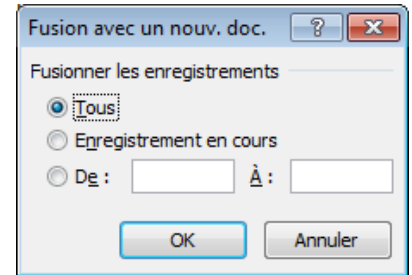 Fusion avec un nouv. doc. ?
Fusionner les enregistrements
Tous
Enregistrement en cours
De : À :
OK Annuler